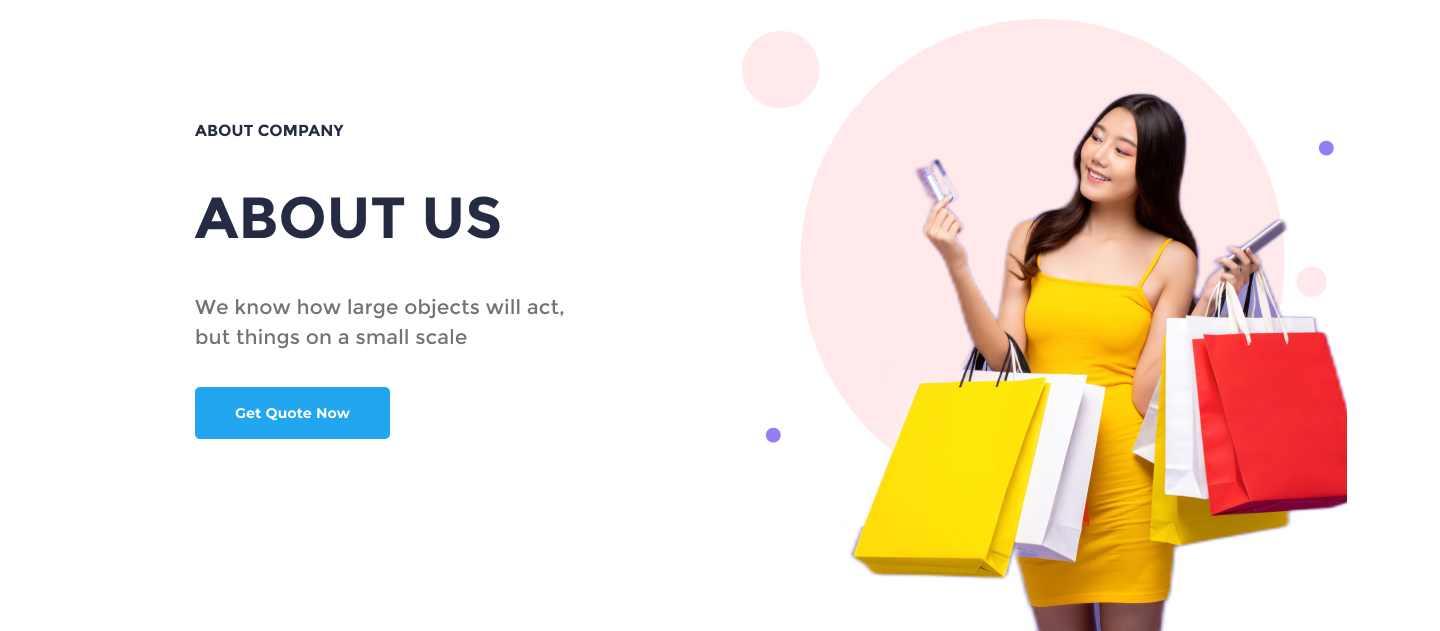 ABOUT COMPANY
ABOUT US
We know how large objects will act,
but things on a small scale
Get Quote Now